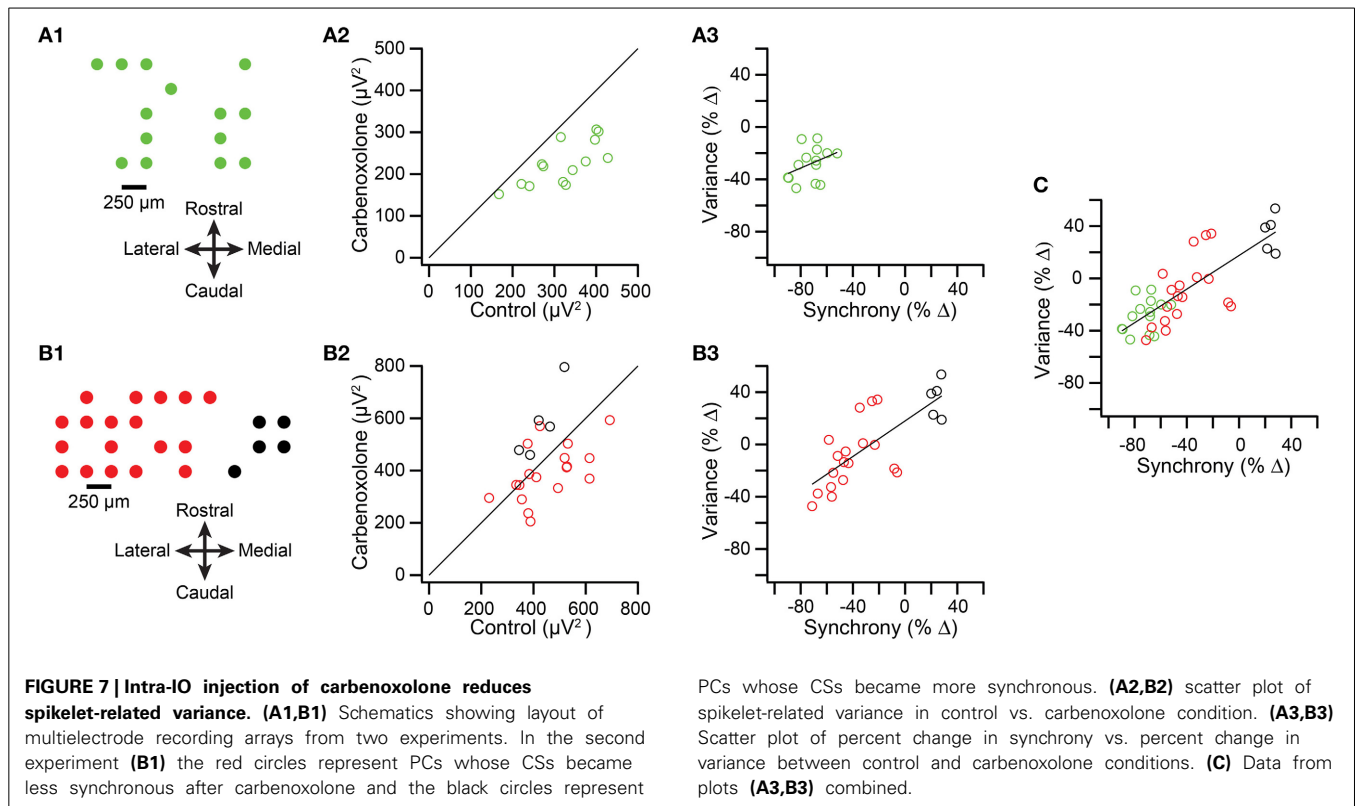 A1
250 µm
Rostral
Lateral
Medial
Caudal
A2
500
400
300
200
100
0
Carbenoxolone (µV²)
0 100 200 300 400 500
Control (µV²)
A3
40
0
-40
-80
Variance (% Δ)
-80 -40 0 40
Synchrony (% Δ)
B1
250 µm
Rostral
Lateral
Medial
Caudal
B2
800
600
400
200
0
Carbenoxolone (µV²)
0 200 400 600 800
Control (µV²)
B3
40
0
-40
-80
Variance (% Δ)
-80 -40 0 40
Synchrony (% Δ)
C
40
0
-40
-80
Variance (% Δ)
-80 -40 0 40
Synchrony (% Δ)
FIGURE 7 | Intra-IO injection of carbenoxolone reduces
spikelet-related variance. (A1,B1) Schematics showing layout of
multielectrode recording arrays from two experiments. In the second
experiment (B1) the red circles represent PCs whose CSs became
less synchronous after carbenoxolone and the black circles represent
PCs whose CSs became more synchronous. (A2,B2) scatter plot of
spikelet-related variance in control vs. carbenoxolone condition. (A3,B3)
Scatter plot of percent change in synchrony vs. percent change in
variance between control and carbenoxolone conditions. (C) Data from
plots (A3,B3) combined.